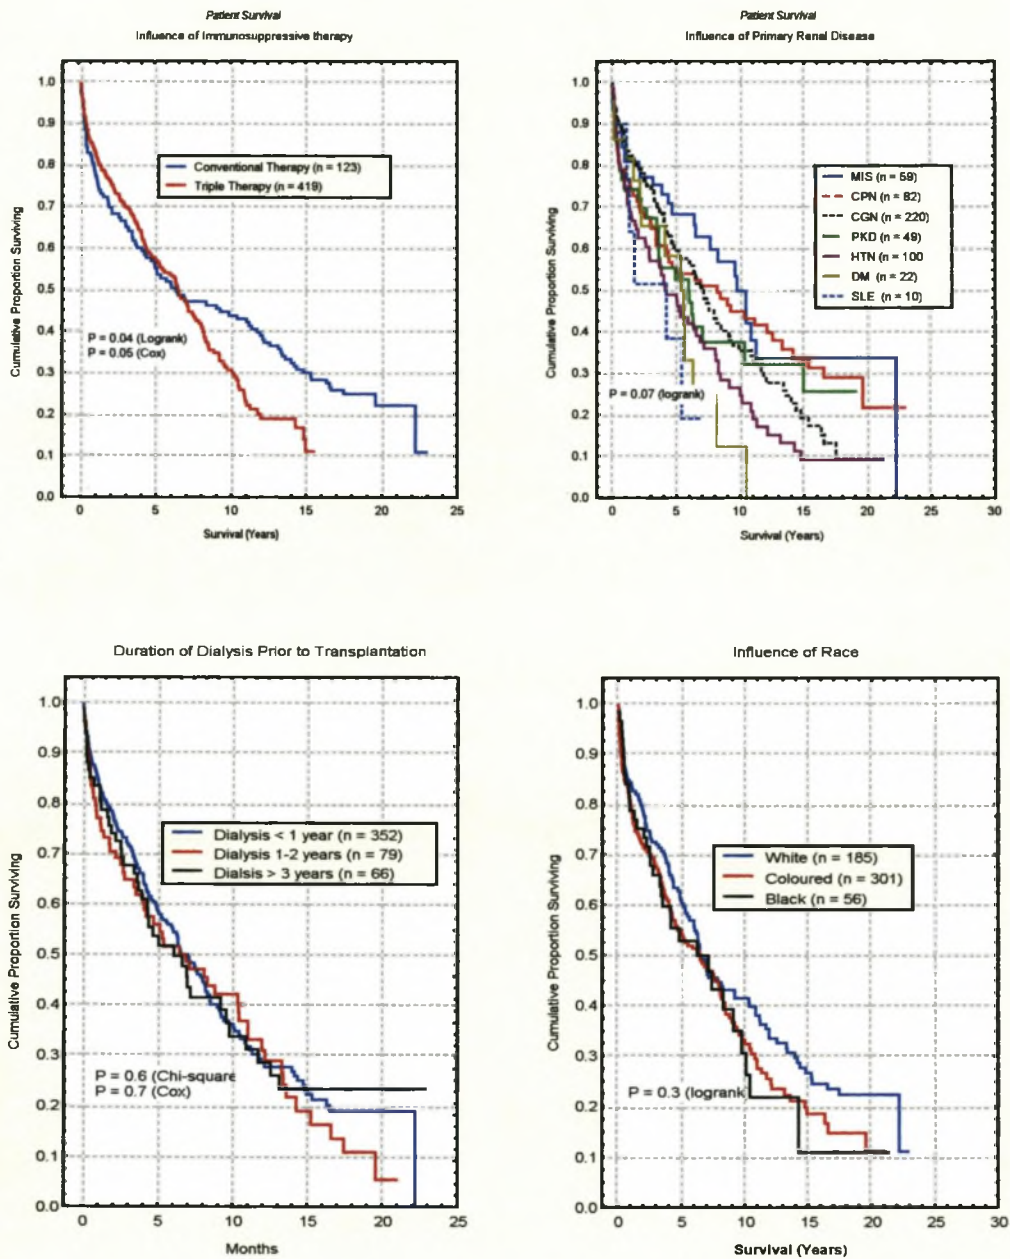 Patient Survival
Influence of Immunosuppressive therapy
Cumulative Proportion Surviving
1.0
0.9
0.8
0.7
0.6
0.5
0.4
0.3
0.2
0.1
0.0
Conventional Therapy (n = 123)
Triple Therapy (n = 419)
P = 0.04 (Logrank)
P = 0.05 (Cox)
0 5 10 15 20 25
Survival (Years)
Patient Survival
Influence of Primary Renal Disease
Cumulative Proportion Surviving
1.0
0.9
0.8
0.7
0.6
0.5
0.4
0.3
0.2
0.1
0.0
MIS (n = 59)
CPN (n = 82)
CGN (n = 220)
PKD (n = 49)
HTN (n = 100
DM (n = 22)
SLE (n = 10)
P = 0.07 (logrank)
0 5 10 15 20 25 30
Survival (Years)
Duration of Dialysis Prior to Transplantation
Cumulative Proportion Surviving
1.0
0.9
0.8
0.7
0.6
0.5
0.4
0.3
0.2
0.1
0.0
Dialysis < 1 year (n = 352)
Dialysis 1-2 years (n = 79)
Dialsis > 3 years (n = 66)
P = 0.6 (Chi-square
P = 0.7 (Cox)
0 5 10 15 20 25
Months
Influence of Race
Cumulative Proportion Surviving
1.0
0.9
0.8
0.7
0.6
0.5
0.4
0.3
0.2
0.1
0.0
White (n = 185)
Coloured (n = 301)
Black (n = 56)
P = 0.3 (logrank)
0 5 10 15 20 25 30
Survival (Years)